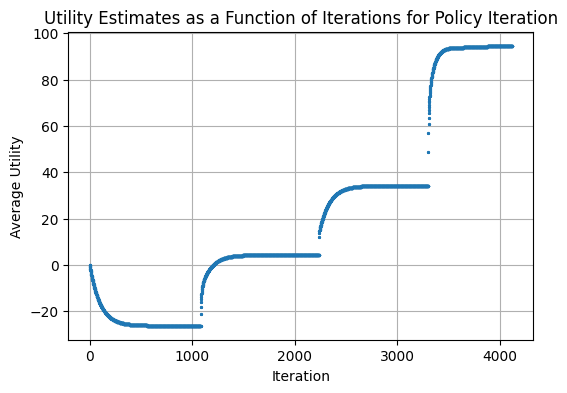 Utility Estimates as a Function of Iterations for Policy Iteration
100
80
60
40
20
0
−20
Average Utility
0 1000 2000 3000 4000
Iteration